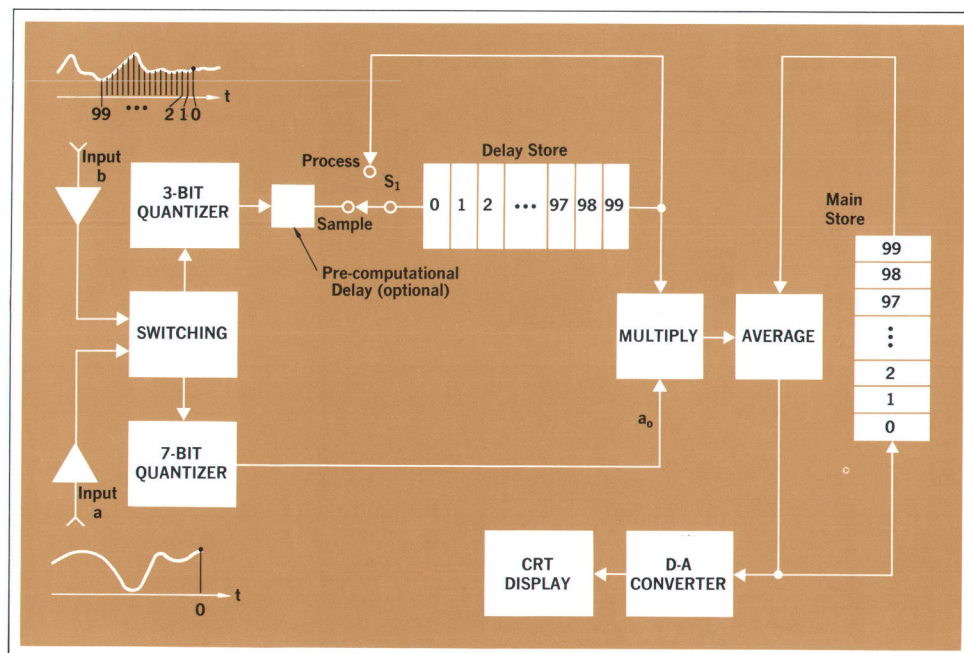 t
99 ••• 2 1 0
Input
b
3-BIT
QUANTIZER
Process
S1
Sample
Pre-computational
Delay (optional)
Delay Store
0 1 2 ••• 97 98 99
Main
Store
99
98
97
⋮
2
1
0
SWITCHING
MULTIPLY
AVERAGE
ao
7-BIT
QUANTIZER
Input
a
t
0
CRT
DISPLAY
D-A
CONVERTER